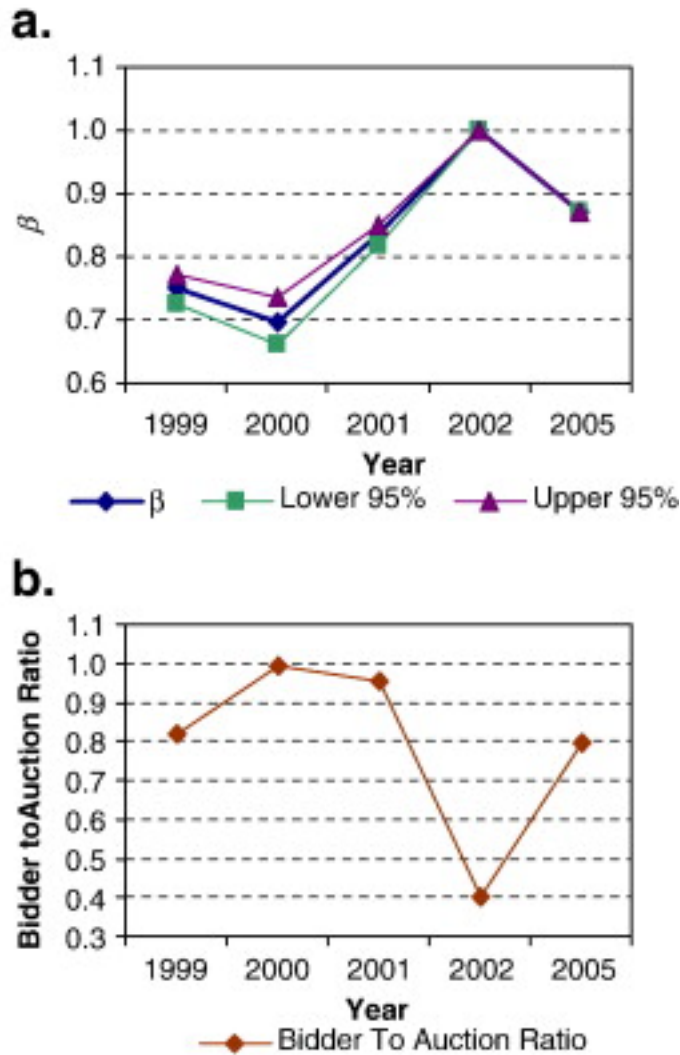 a.
1.1
1.0
0.9
0.8
0.7
0.6
β
1999 2000 2001 2002 2005
Year
β Lower 95% Upper 95%
b.
1.1
1.0
0.9
0.8
0.7
0.6
0.5
0.4
0.3
Bidder toAuction Ratio
1999 2000 2001 2002 2005
Year
Bidder To Auction Ratio